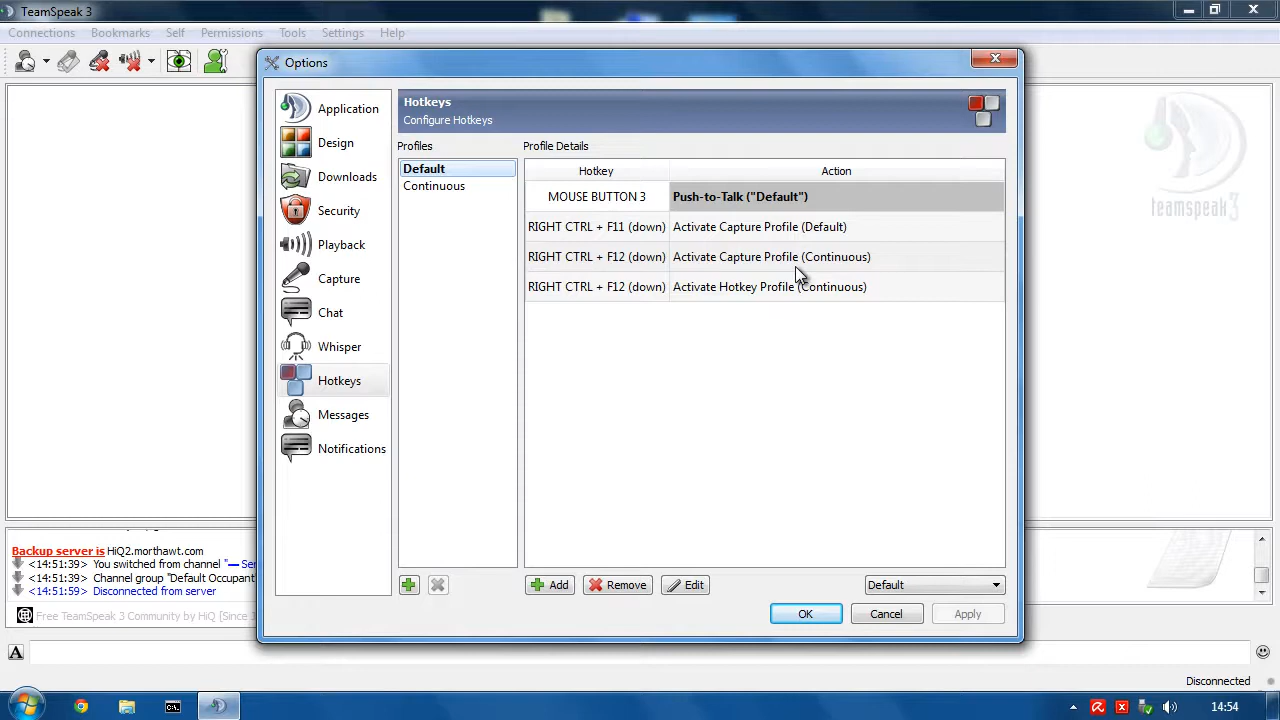 TeamSpeak 3
Connections Bookmarks Self Permissions Tools Settings Help
Options
Application
Design
Downloads
Security
Playback
Capture
Chat
Whisper
Hotkeys
Messages
Notifications
Hotkeys
Configure Hotkeys
Profiles
Default
Continuous
Profile Details
Hotkey Action
MOUSE BUTTON 3 Push-to-Talk ("Default")
RIGHT CTRL + F11 (down) Activate Capture Profile (Default)
RIGHT CTRL + F12 (down) Activate Capture Profile (Continuous)
RIGHT CTRL + F12 (down) Activate Hotkey Profile (Continuous)
Add Remove Edit Default
OK Cancel Apply
teamspeak 3
Backup server is HiQ2.morthawt.com
<14:51:39> You switched from channel "
<14:51:39> Channel group "Default Occupant"
<14:51:59> Disconnected from server
Free TeamSpeak 3 Community by HiQ [Since
A
Disconnected
14:54